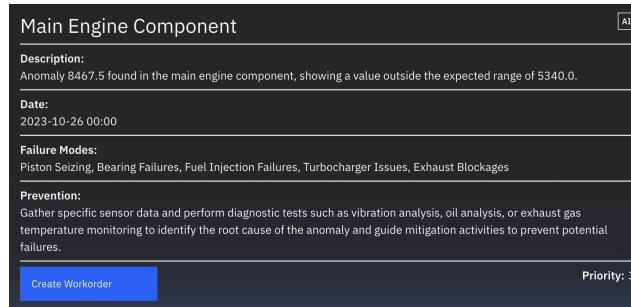 Main Engine Component
AI
Description:
Anomaly 8467.5 found in the main engine component, showing a value outside the expected range of 5340.0.
Date:
2023-10-26 00:00
Failure Modes:
Piston Seizing, Bearing Failures, Fuel Injection Failures, Turbocharger Issues, Exhaust Blockages
Prevention:
Gather specific sensor data and perform diagnostic tests such as vibration analysis, oil analysis, or exhaust gas
temperature monitoring to identify the root cause of the anomaly and guide mitigation activities to prevent potential
failures.
Create Workorder
Priority: 3